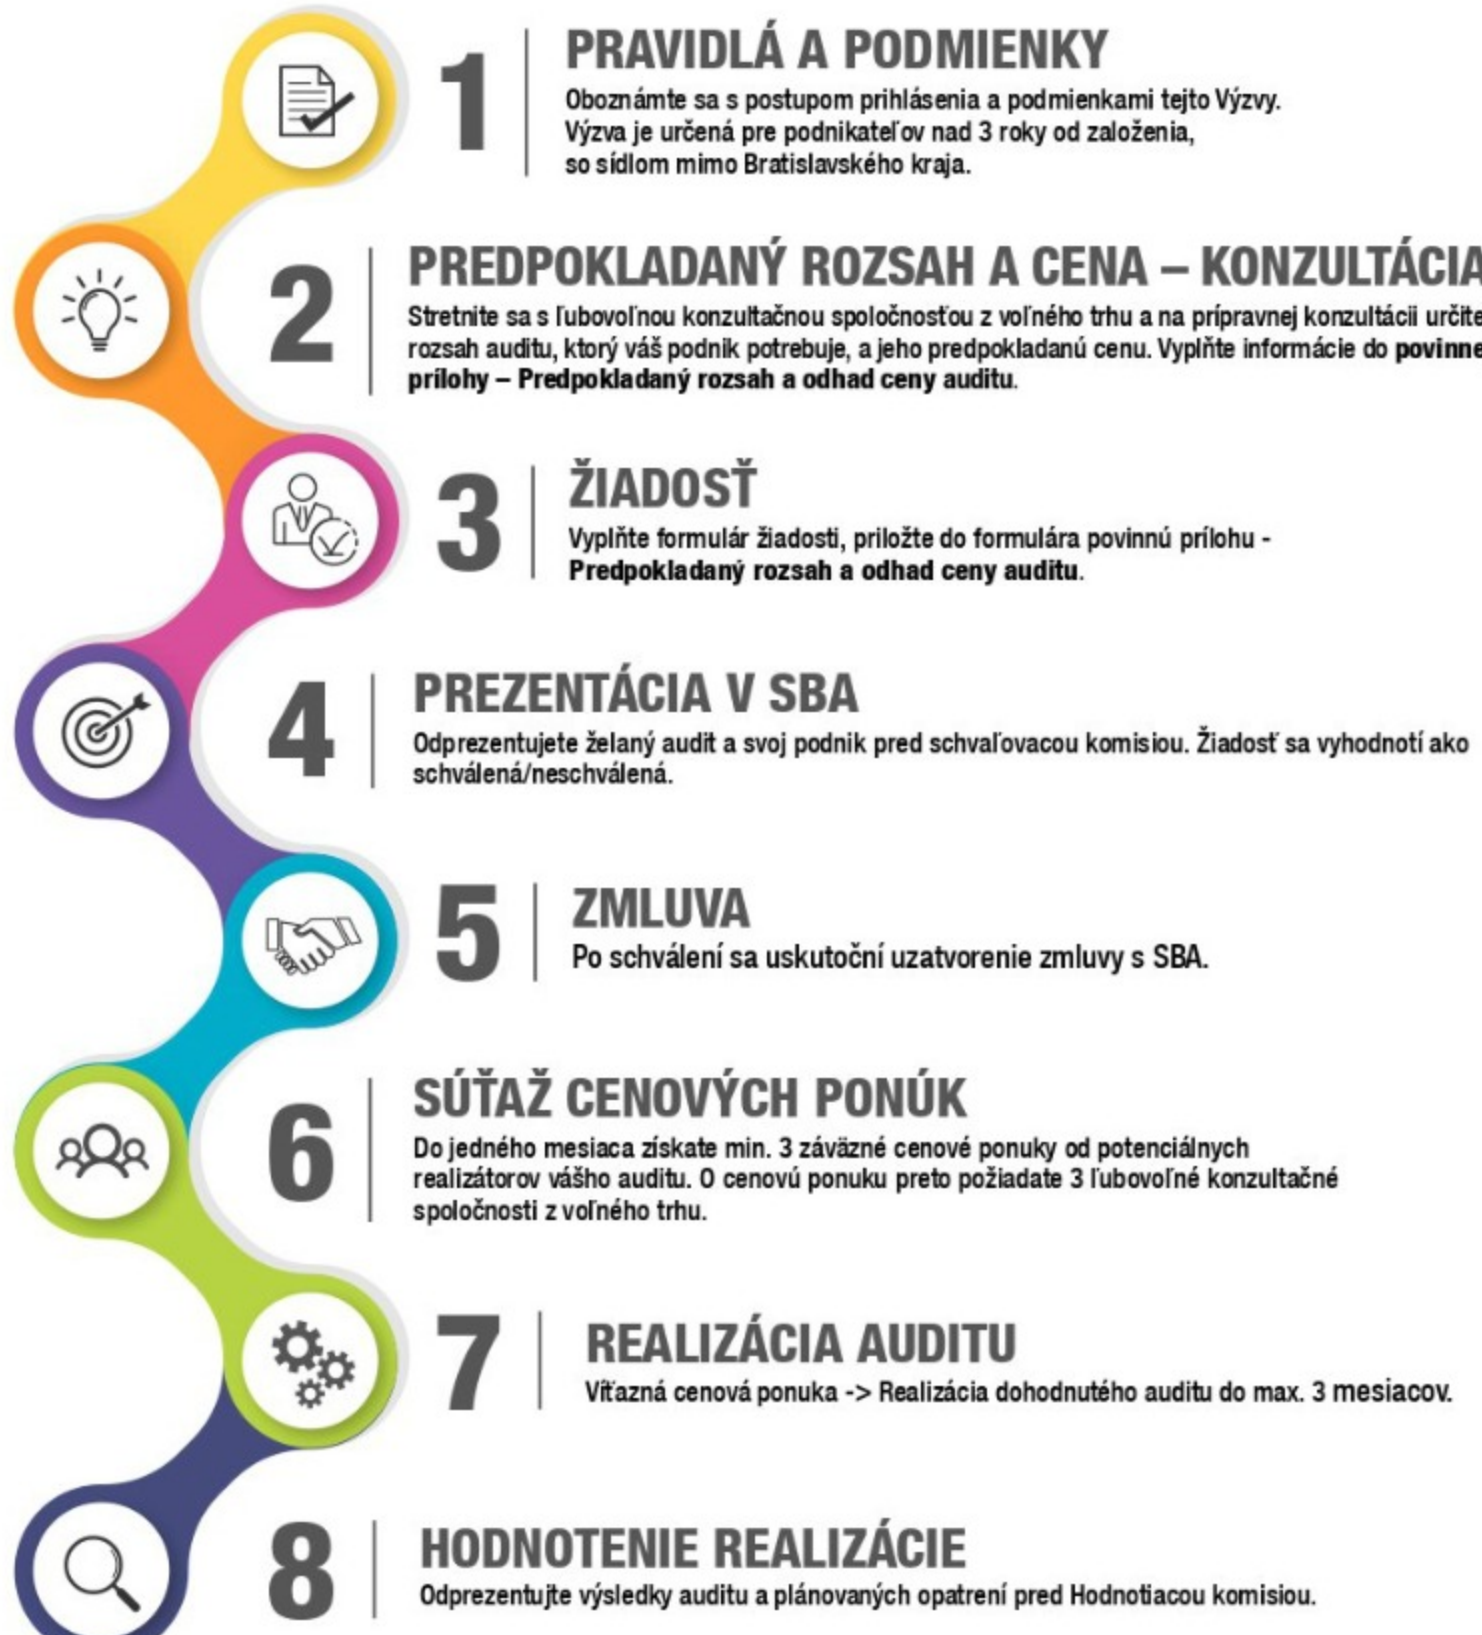 1
PRAVIDLÁ A PODMIENKY
Oboznámte sa s postupom prihlásenia a podmienkami tejto Výzvy.
Výzva je určená pre podnikateľov nad 3 roky od založenia,
so sídlom mimo Bratislavského kraja.
2
PREDPOKLADANÝ ROZSAH A CENA – KONZULTÁCIA
Stretnite sa s ľubovoľnou konzultačnou spoločnosťou z voľného trhu a na prípravnej konzultácii určite
rozsah auditu, ktorý váš podnik potrebuje, a jeho predpokladanú cenu. Vyplňte informácie do povinne
prílohy – Predpokladaný rozsah a odhad ceny auditu.
3
ŽIADOSŤ
Vyplňte formulár žiadosti, priložte do formulára povinnú prílohu -
Predpokladaný rozsah a odhad ceny auditu.
4
PREZENTÁCIA V SBA
Odprezentujete želaný audit a svoj podnik pred schvaľovacou komisiou. Žiadosť sa vyhodnotí ako
schválená/neschválená.
5
ZMLUVA
Po schválení sa uskutoční uzatvorenie zmluvy s SBA.
6
SÚŤAŽ CENOVÝCH PONÚK
Do jedného mesiaca získate min. 3 záväzné cenové ponuky od potenciálnych
realizátorov vášho auditu. O cenovú ponuku preto požiadate 3 ľubovoľné konzultačné
spoločnosti z voľného trhu.
7
REALIZÁCIA AUDITU
Víťazná cenová ponuka -> Realizácia dohodnutého auditu do max. 3 mesiacov.
8
HODNOTENIE REALIZÁCIE
Odprezentujte výsledky auditu a plánovaných opatrení pred Hodnotiacou komisiou.